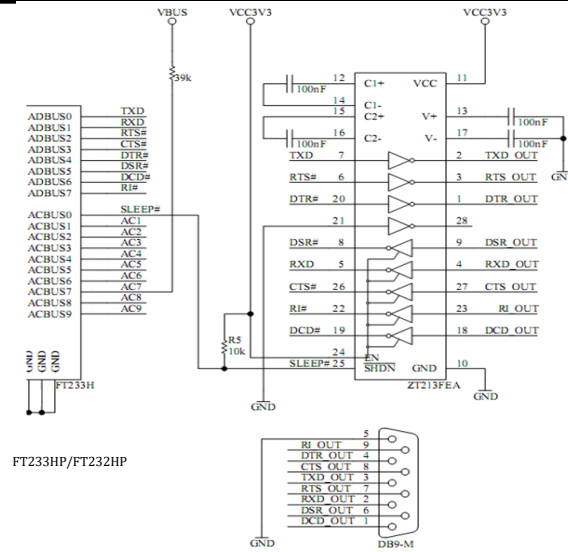 VBUS VCC3V3 VCC3V3
39k
100nF 12 C1+ VCC 11
14 C1-
15 C2+ V+ 13 100nF
100nF 16 C2- V- 17 100nF
GND
ADBUS0 TXD
ADBUS1 RXD
ADBUS2 RTS#
ADBUS3 CTS#
ADBUS4 DTR#
ADBUS5 DSR#
ADBUS6 DCD#
ADBUS7 RI#
ACBUS0 SLEEP#
ACBUS1 AC1
ACBUS2 AC2
ACBUS3 AC3
ACBUS4 AC4
ACBUS5 AC5
ACBUS6 AC6
ACBUS7 AC7
ACBUS8 AC8
ACBUS9 AC9
GND GND GND
FT233H
TXD 7 2 TXD_OUT
RTS# 6 3 RTS_OUT
DTR# 20 1 DTR_OUT
21 28
DSR# 8 9 DSR_OUT
RXD 5 4 RXD_OUT
CTS# 26 27 CTS_OUT
RI# 22 23 RI_OUT
DCD# 19 18 DCD_OUT
R5
10k
24 EN
SLEEP# 25 SHDN GND 10
ZT213FEA
GND GND
FT233HP/FT232HP
5
RI_OUT 9
DTR_OUT 4
CTS_OUT 8
TXD_OUT 3
RTS_OUT 7
RXD_OUT 2
DSR_OUT 6
DCD_OUT 1
GND DB9-M